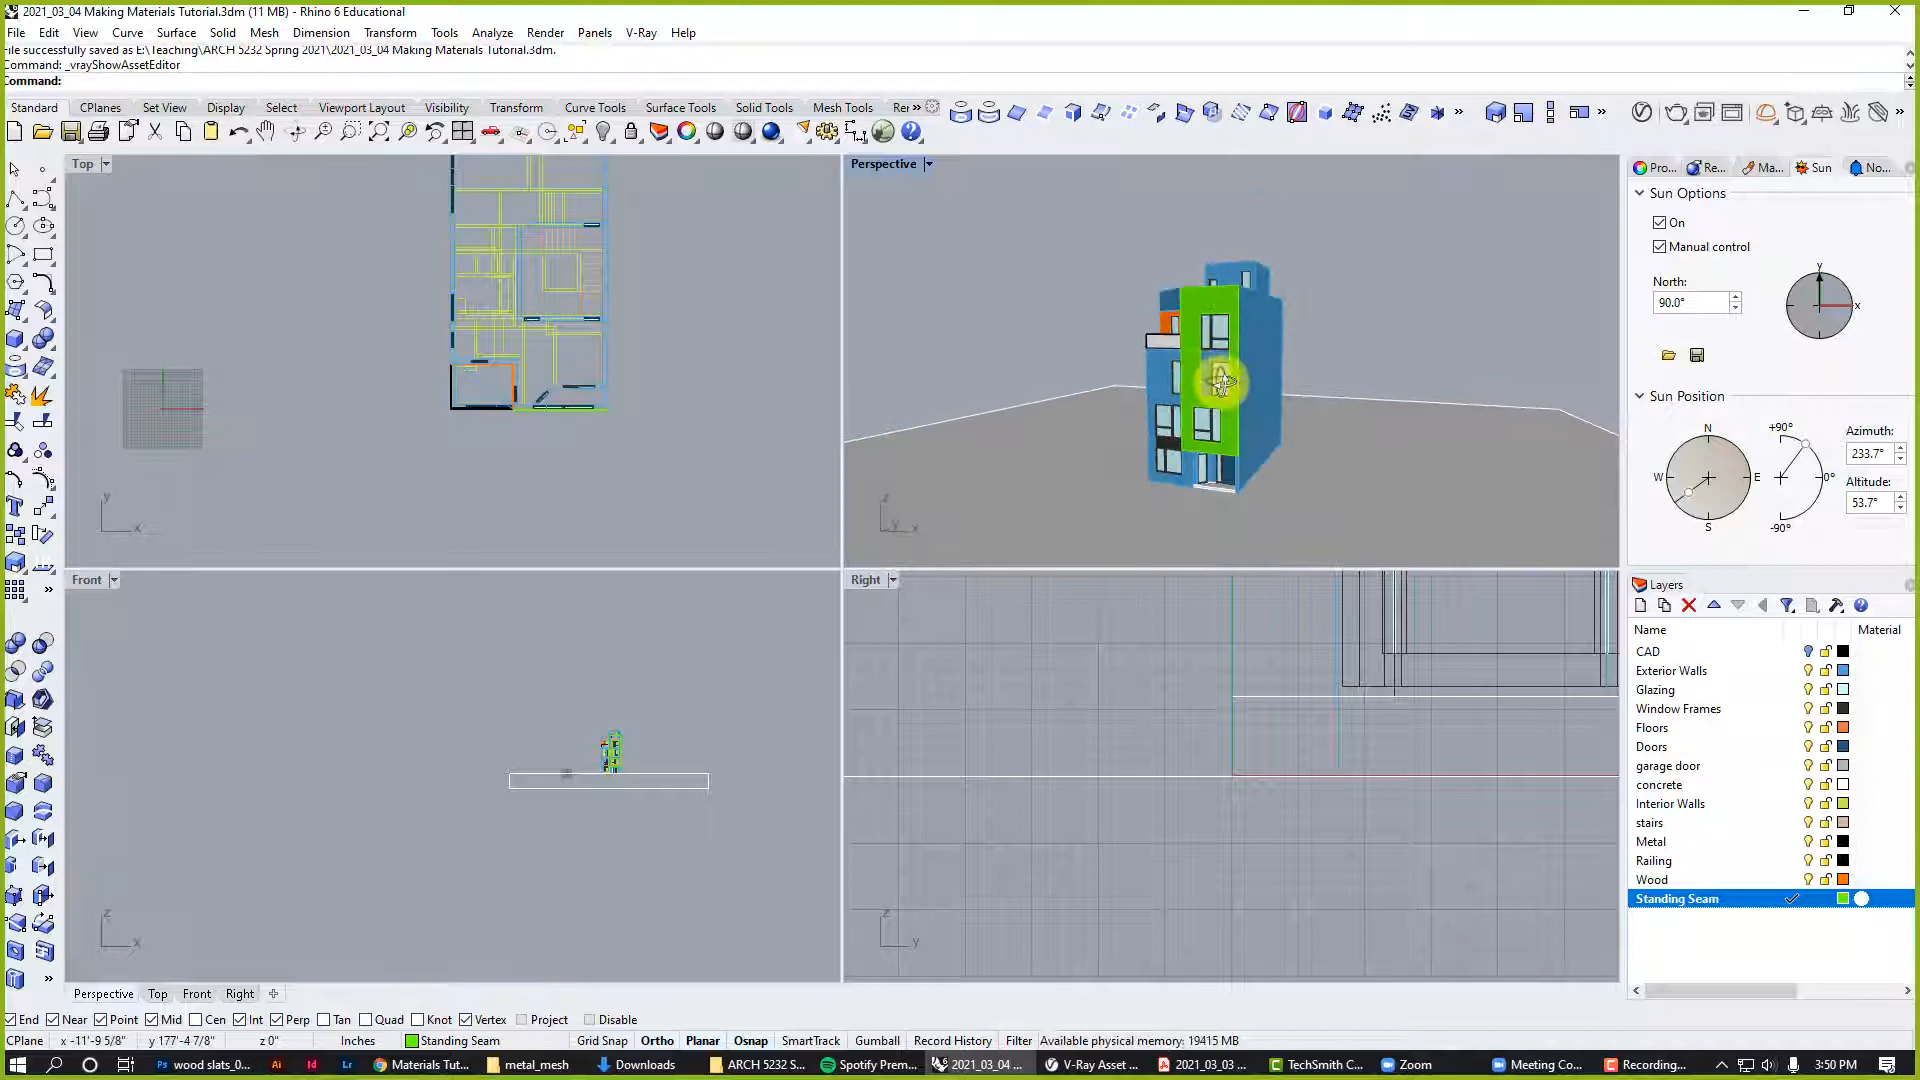 2021_03_04 Making Materials Tutorial.3dm (11 MB) - Rhino 6 Educational
File Edit View Curve Surface Solid Mesh Dimension Transform Tools Analyze Render Panels V-Ray Help
File successfully saved as E:\Teaching\ARCH 5232 Spring 2021\2021_03_04 Making Materials Tutorial.3dm.
Command: _vrayShowAssetEditor
Command:
Standard CPlanes Set View Display Select Viewport Layout Visibility Transform Curve Tools Surface Tools Solid Tools Mesh Tools Rer »
Top
Perspective
Pro... Re... Ma... Sun No...
Sun Options
On
Manual control
North:
90.0°
y
x
Sun Position
N
W E
S
+90°
0°
-90°
Azimuth:
233.7°
Altitude:
53.7°
y
x
z
y x
Front
Right
z
x
z
y
Layers
Name Material
CAD
Exterior Walls
Glazing
Window Frames
Floors
Doors
garage door
concrete
Interior Walls
stairs
Metal
Railing
Wood
Standing Seam
Perspective Top Front Right
End Near Point Mid Cen Int Perp Tan Quad Knot Vertex Project Disable
CPlane x -11'-9 5/8" y 177'-4 7/8" z 0" Inches Standing Seam Grid Snap Ortho Planar Osnap SmartTrack Gumball Record History Filter Available physical memory: 19415 MB
Ps wood slats_0... Ai Id Lr Materials Tut... metal_mesh Downloads ARCH 5232 S... Spotify Prem... 2021_03_04 ... V-Ray Asset ... 2021_03_03 ... TechSmith C... Zoom Meeting Co... Recording... 3:50 PM